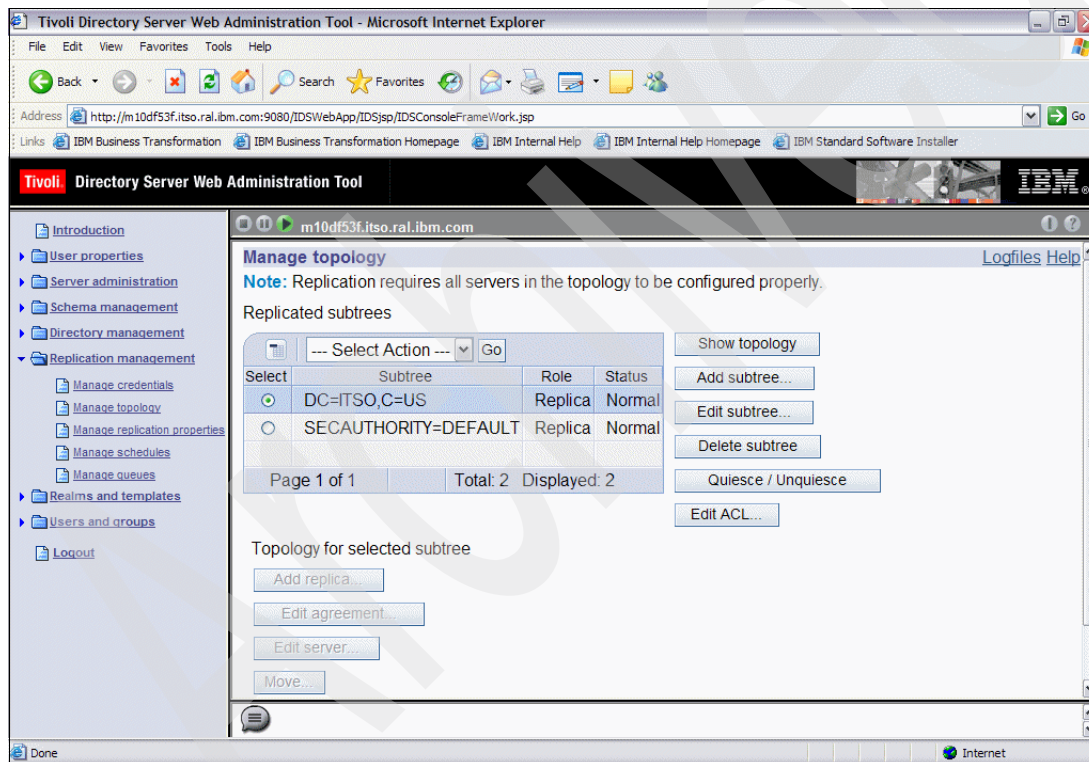 Tivoli Directory Server Web Administration Tool - Microsoft Internet Explorer
File Edit View Favorites Tools Help
Back Search Favorites
Address http://m10df53f.itso.ral.ibm.com:9080/IDSWebApp/IDSjsp/IDSConsoleFrameWork.jsp Go
Links IBM Business Transformation IBM Business Transformation Homepage IBM Internal Help IBM Internal Help Homepage IBM Standard Software Installer
Tivoli. Directory Server Web Administration Tool IBM®
Introduction
User properties
Server administration
Schema management
Directory management
Replication management
Manage credentials
Manage topology
Manage replication properties
Manage schedules
Manage queues
Realms and templates
Users and groups
Logout
m10df53f.itso.ral.ibm.com
Manage topology Logfiles Help
Note: Replication requires all servers in the topology to be configured properly.
Replicated subtrees
--- Select Action --- Go
Select Subtree Role Status
DC=ITSO,C=US Replica Normal
SECAUTHORITY=DEFAULT Replica Normal
Page 1 of 1 Total: 2 Displayed: 2
Show topology
Add subtree...
Edit subtree...
Delete subtree
Quiesce / Unquiesce
Edit ACL...
Topology for selected subtree
Add replica...
Edit agreement...
Edit server...
Move...
Done Internet